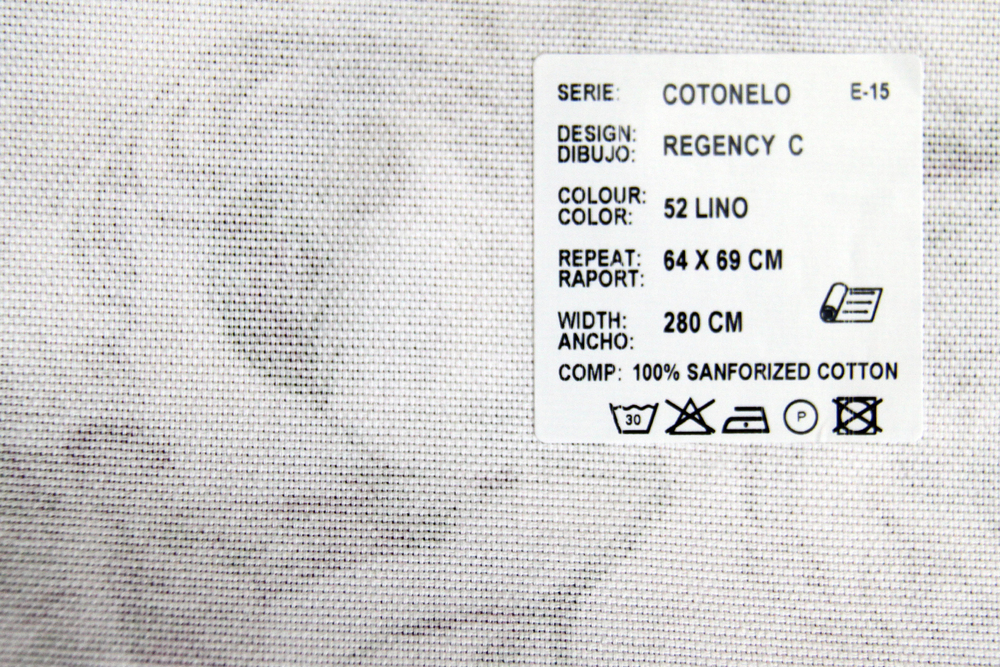 SERIE: COTONELO E-15
DESIGN: REGENCY C
DIBUJO:
COLOUR: 52 LINO
COLOR:
REPEAT: 64 X 69 CM
RAPORT:
WIDTH: 280 CM
ANCHO:
COMP: 100% SANFORIZED COTTON
30 P